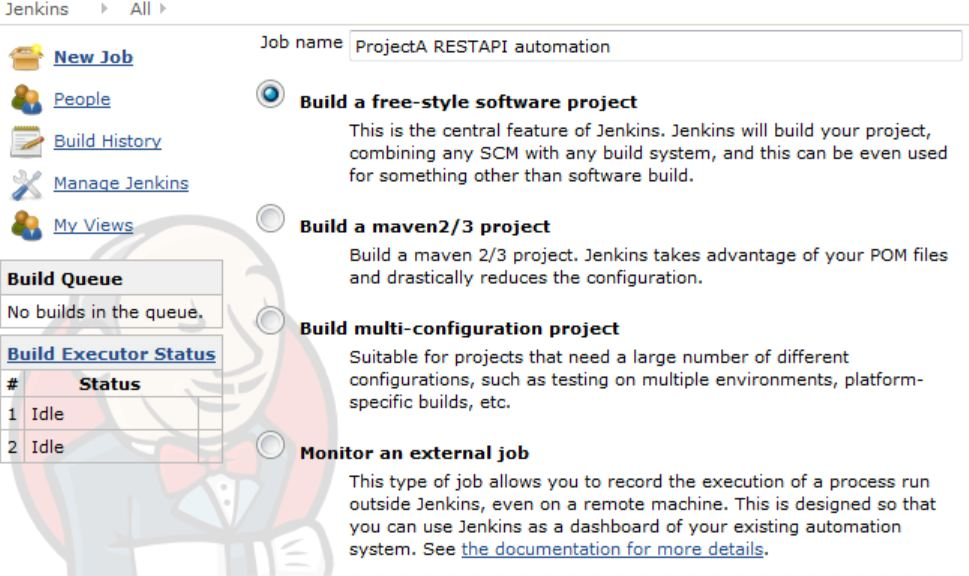 Jenkins All
New Job
People
Build History
Manage Jenkins
My Views
Build Queue
No builds in the queue.
Build Executor Status
# Status
1 Idle
2 Idle
Job name ProjectA RESTAPI automation
Build a free-style software project
This is the central feature of Jenkins. Jenkins will build your project,
combining any SCM with any build system, and this can be even used
for something other than software build.
Build a maven2/3 project
Build a maven 2/3 project. Jenkins takes advantage of your POM files
and drastically reduces the configuration.
Build multi-configuration project
Suitable for projects that need a large number of different
configurations, such as testing on multiple environments, platform-
specific builds, etc.
Monitor an external job
This type of job allows you to record the execution of a process run
outside Jenkins, even on a remote machine. This is designed so that
you can use Jenkins as a dashboard of your existing automation
system. See the documentation for more details.